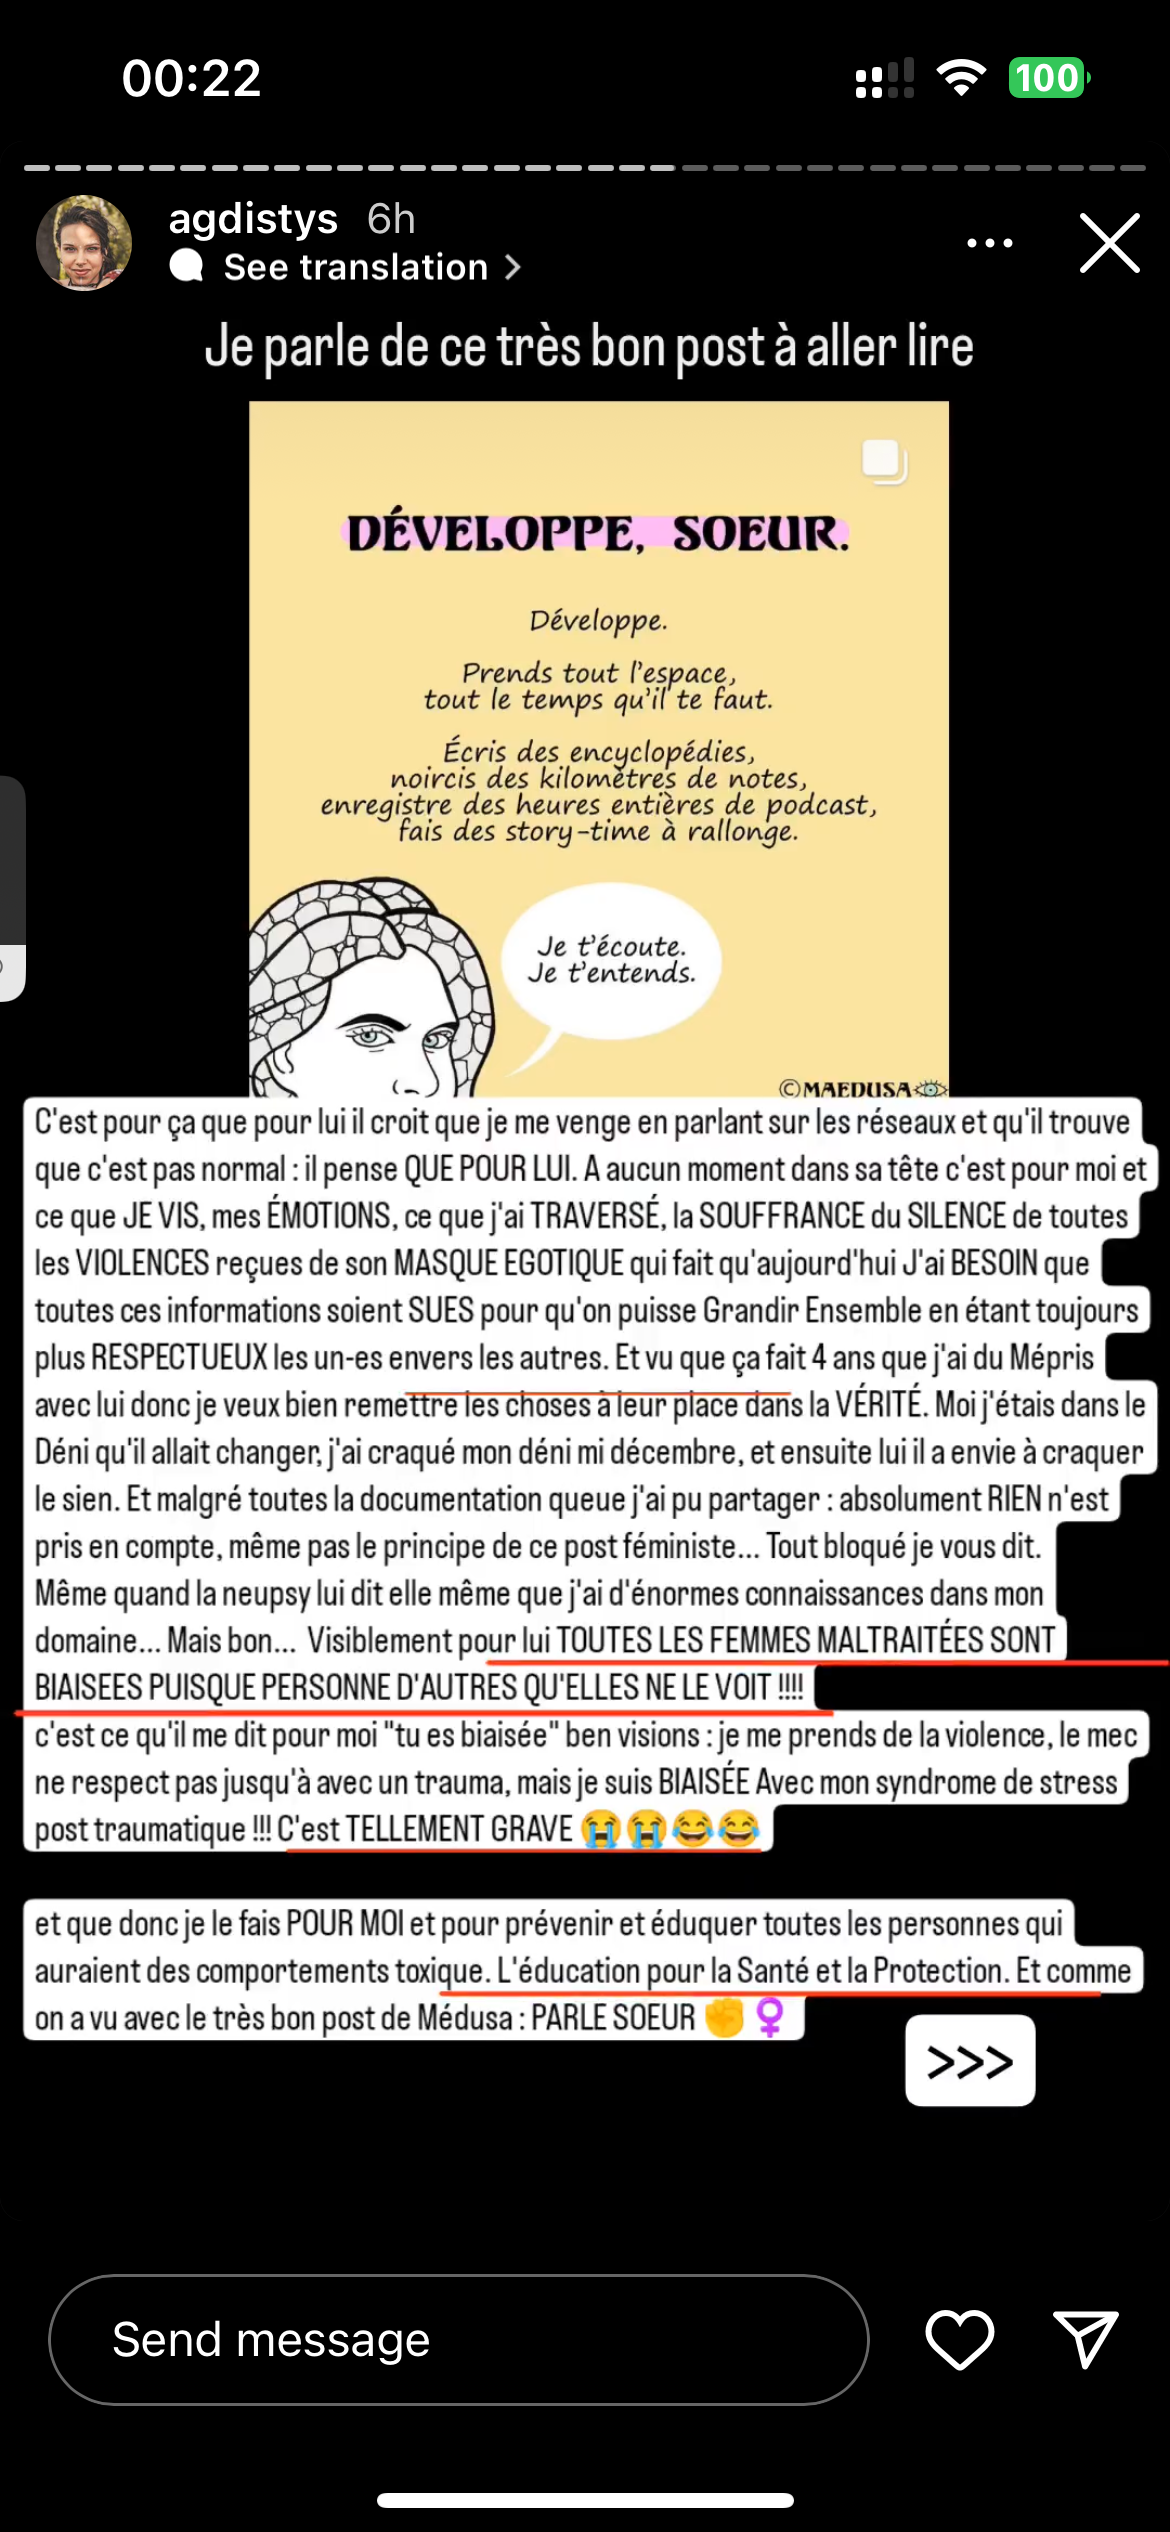 00:22
100
agdistys 6h
See translation >
Je parle de ce très bon post à aller lire
DÉVELOPPE, SOEUR.
Développe.
Prends tout l'espace,
tout le temps qu'il te faut.
Écris des encyclopédies,
noircis des kilomètres de notes,
enregistre des heures entières de podcast,
fais des story-time à rallonge.
Je t'écoute.
Je t'entends.
©MAEDUSA
C'est pour ça que pour lui il croit que je me venge en parlant sur les réseaux et qu'il trouve
que c'est pas normal : il pense QUE POUR LUI. A aucun moment dans sa tête c'est pour moi et
ce que JE VIS, mes ÉMOTIONS, ce que j'ai TRAVERSÉ, la SOUFFRANCE du SILENCE de toutes
les VIOLENCES reçues de son MASQUE EGOTIQUE qui fait qu'aujourd'hui J'ai BESOIN que
toutes ces informations soient SUES pour qu'on puisse Grandir Ensemble en étant toujours
plus RESPECTUEUX les un-es envers les autres. Et vu que ça fait 4 ans que j'ai du Mépris
avec lui donc je veux bien remettre les choses à leur place dans la VÉRITÉ. Moi j'étais dans le
Déni qu'il allait changer, j'ai craqué mon déni mi décembre, et ensuite lui il a envie à craquer
le sien. Et malgré toutes la documentation queue j'ai pu partager : absolument RIEN n'est
pris en compte, même pas le principe de ce post féministe... Tout bloqué je vous dit.
Même quand la neupsy lui dit elle même que j'ai d'énormes connaissances dans mon
domaine... Mais bon... Visiblement pour lui TOUTES LES FEMMES MALTRAITÉES SONT
BIAISEES PUISQUE PERSONNE D'AUTRES QU'ELLES NE LE VOIT !!!!
c'est ce qu'il me dit pour moi "tu es biaisée" ben visions : je me prends de la violence, le mec
ne respect pas jusqu'à avec un trauma, mais je suis BIAISÉE Avec mon syndrome de stress
post traumatique !!! C'est TELLEMENT GRAVE 😭😭😂😂
et que donc je le fais POUR MOI et pour prévenir et éduquer toutes les personnes qui
auraient des comportements toxique. L'éducation pour la Santé et la Protection. Et comme
on a vu avec le très bon post de Médusa : PARLE SOEUR ✊♀️
>>>
Send message